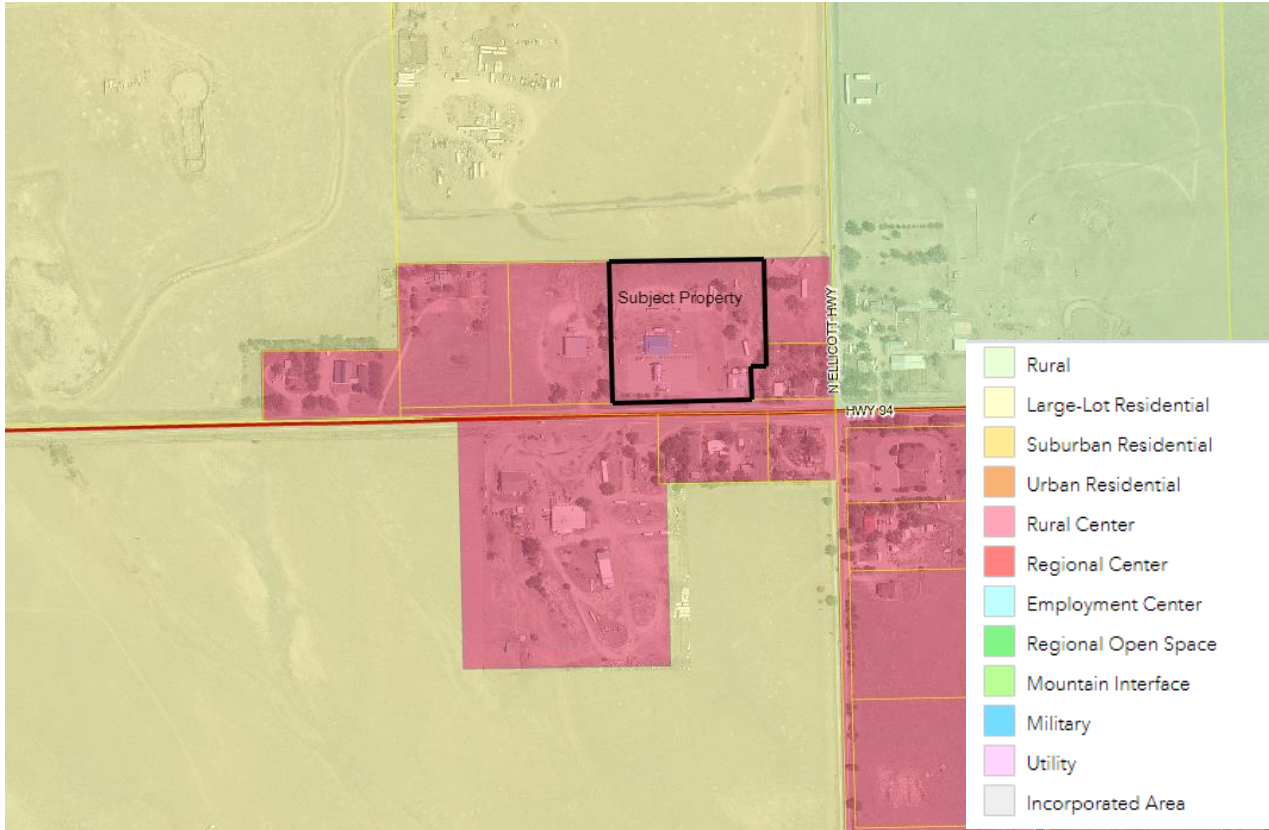 Subject Property
N ELLICOTT HWY
HWY 94
Rural
Large-Lot Residential
Suburban Residential
Urban Residential
Rural Center
Regional Center
Employment Center
Regional Open Space
Mountain Interface
Military
Utility
Incorporated Area